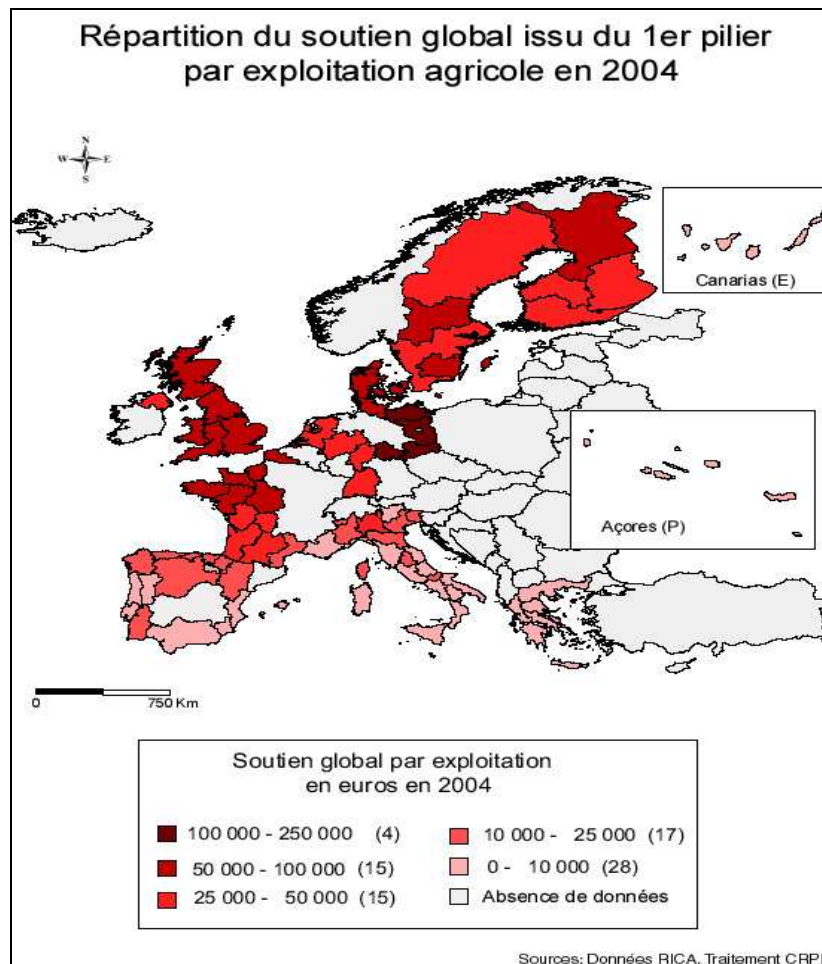 Répartition du soutien global issu du 1er pilier
par exploitation agricole en 2004
N
W E
S
Canarias (E)
Açores (P)
0 750 Km
Soutien global par exploitation
en euros en 2004
100 000 - 250 000 (4)
50 000 - 100 000 (15)
25 000 - 50 000 (15)
10 000 - 25 000 (17)
0 - 10 000 (28)
Absence de données
Sources: Données RICA. Traitement CRP